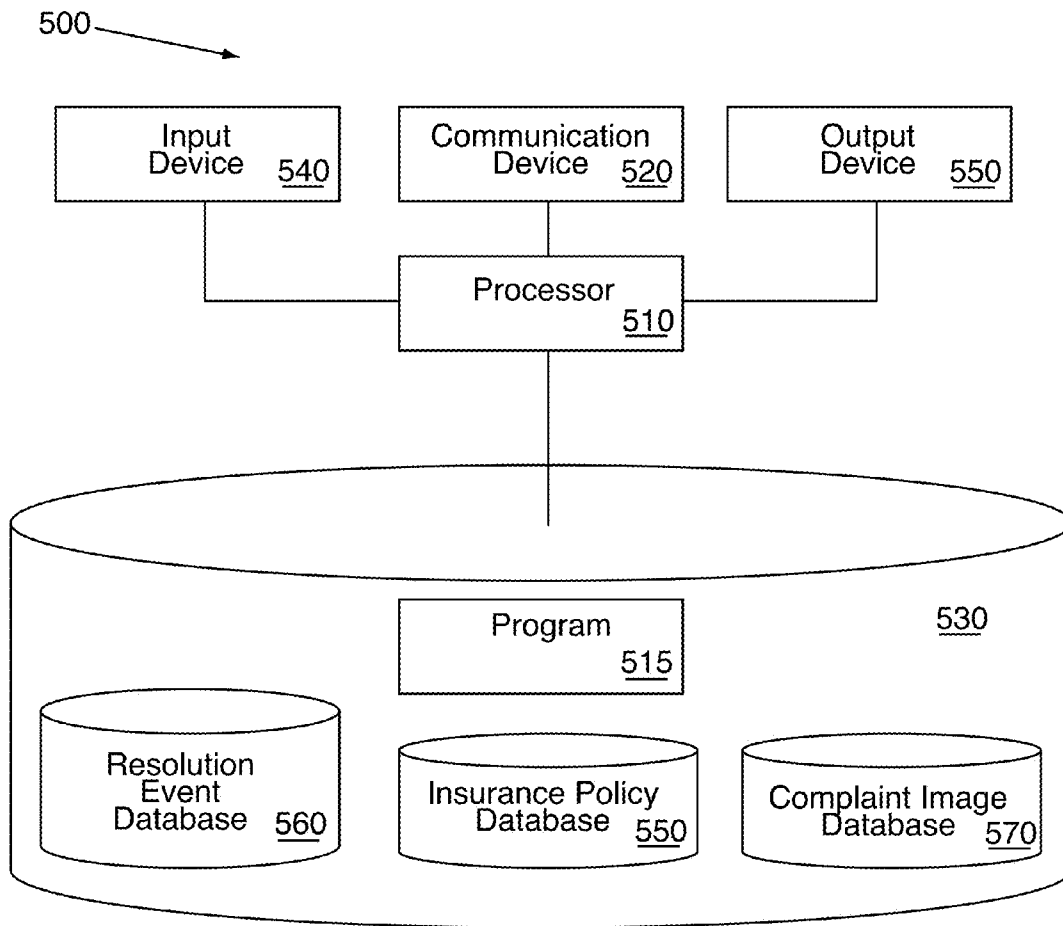 500
Input
Device
540
Communication
Device
520
Output
Device
550
Processor
510
Program
515
530
Resolution
Event
Database
560
Insurance Policy
Database
550
Complaint Image
Database
570